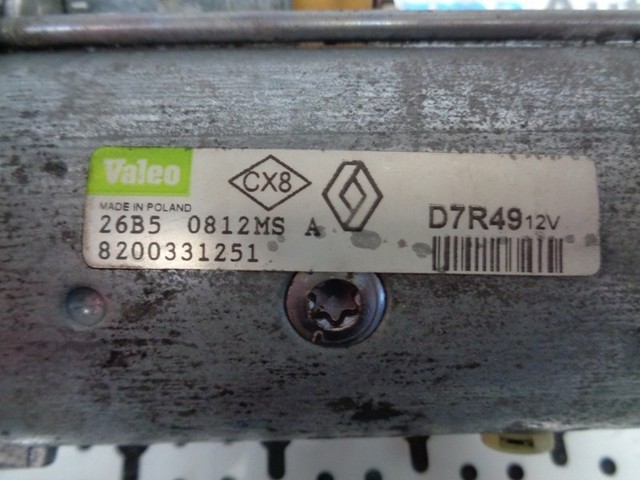 Valeo
CX8
MADE IN POLAND
26B5 0812MS A
8200331251
D7R49 12V